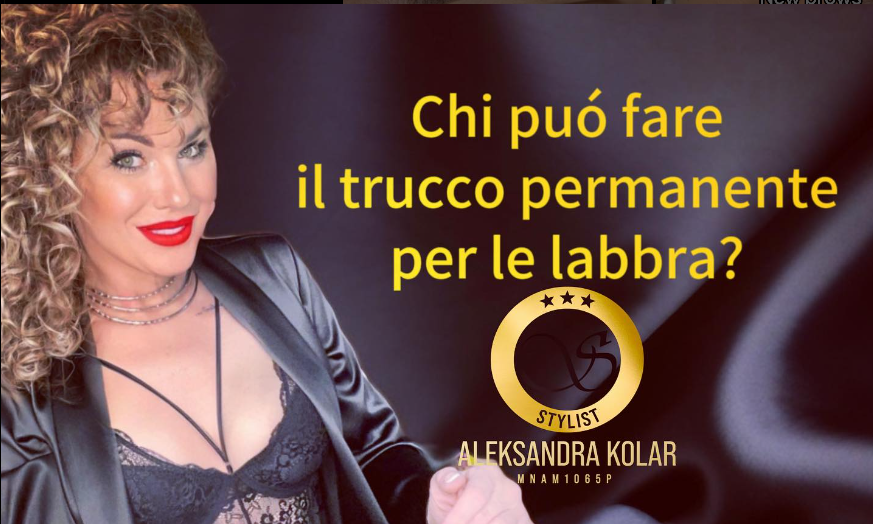 New brows
Chi puó fare
il trucco permanente
per le labbra?
S
STYLIST
ALEKSANDRA KOLAR
MNAM1065P